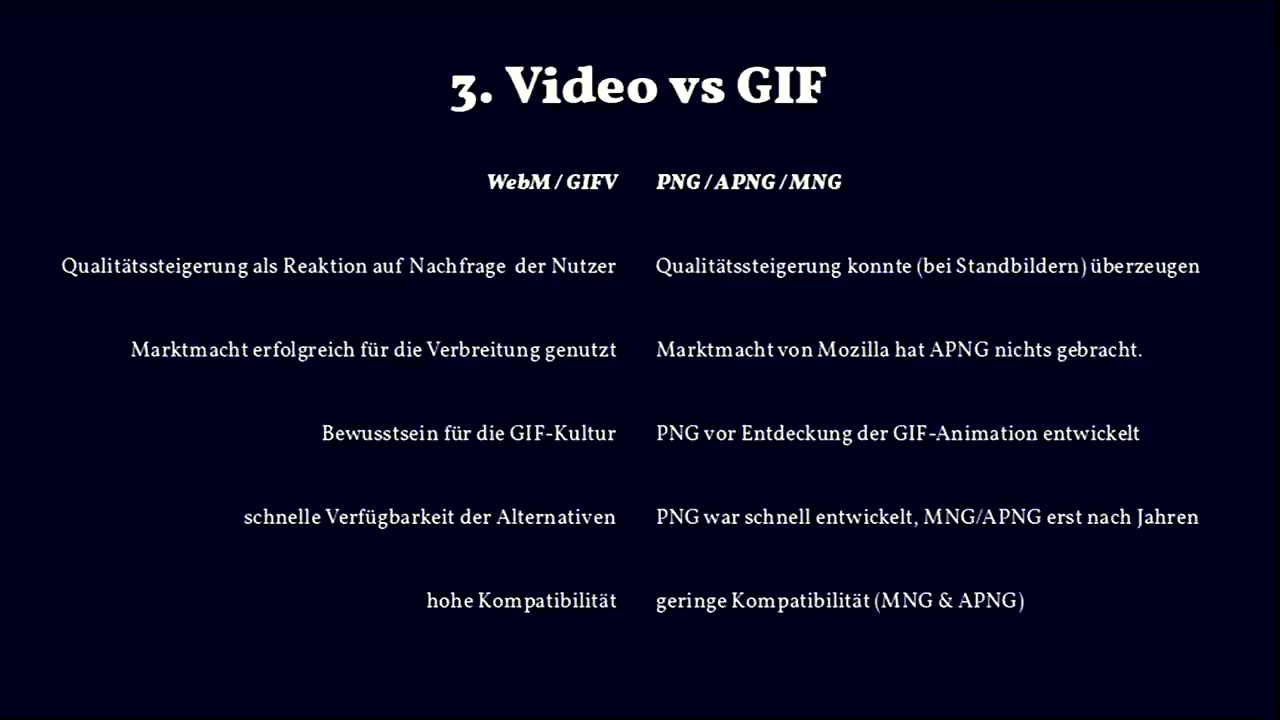 3. Video vs GIF
WebM / GIFV PNG / APNG / MNG
Qualitätssteigerung als Reaktion auf Nachfrage der Nutzer Qualitätssteigerung konnte (bei Standbildern) überzeugen
Marktmacht erfolgreich für die Verbreitung genutzt Marktmacht von Mozilla hat APNG nichts gebracht.
Bewusstsein für die GIF-Kultur PNG vor Entdeckung der GIF-Animation entwickelt
schnelle Verfügbarkeit der Alternativen PNG war schnell entwickelt, MNG/APNG erst nach Jahren
hohe Kompatibilität geringe Kompatibilität (MNG & APNG)